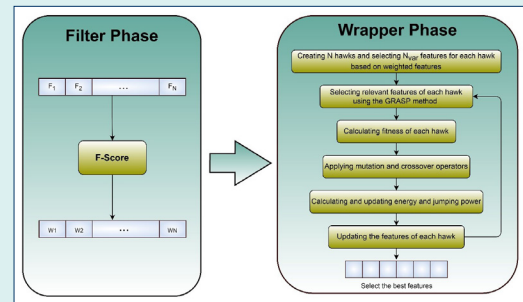 Filter Phase
F1 F2 ... FN
F-Score
W1 W2 ... WN
Wrapper Phase
Creating N hawks and selecting Nvar features for each hawk
based on weighted features
Selecting relevant features of each hawk
using the GRASP method
Calculating fitness of each hawk
Applying mutation and crossover operators
Calculating and updating energy and jumping power
Updating the features of each hawk
Select the best features